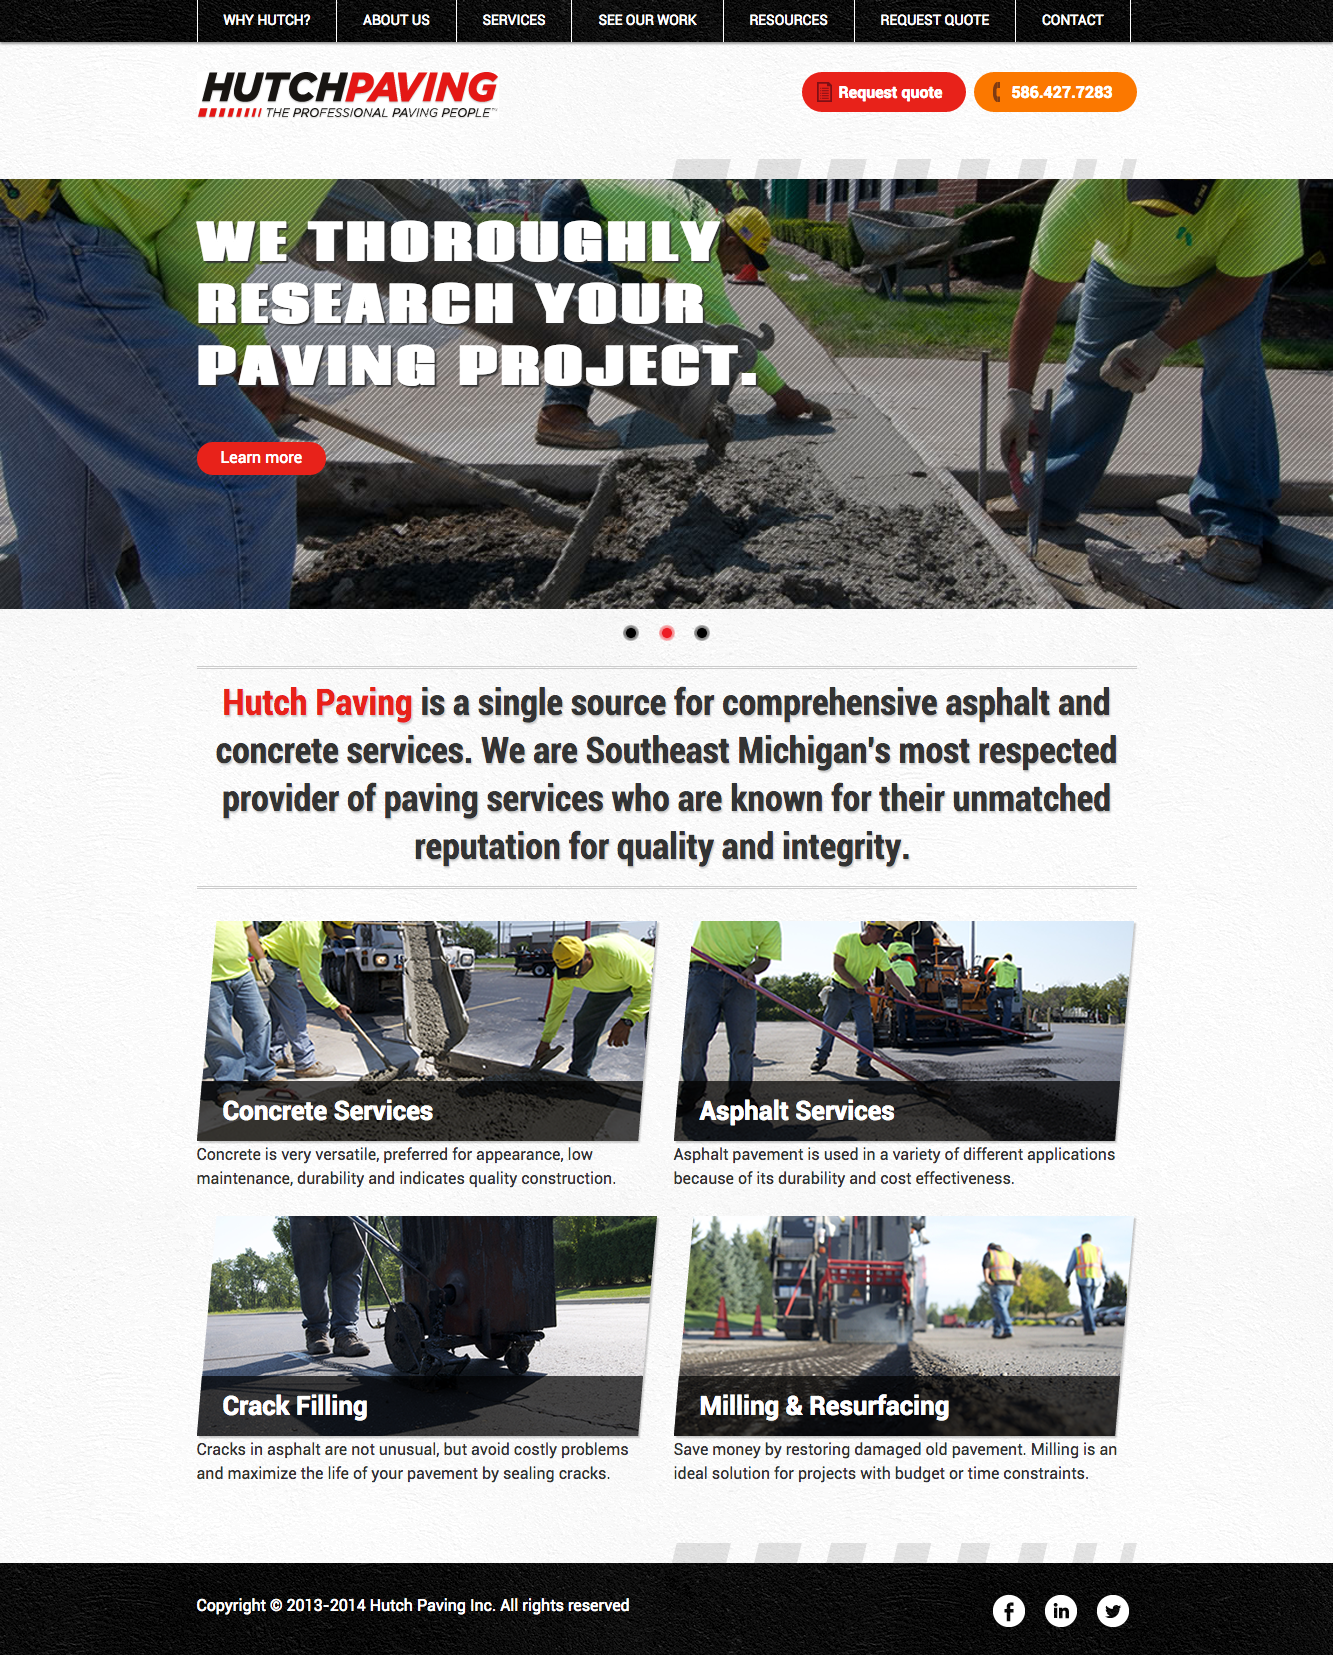 WHY HUTCH?
ABOUT US
SERVICES
SEE OUR WORK
RESOURCES
REQUEST QUOTE
CONTACT
HUTCHPAVING
THE PROFESSIONAL PAVING PEOPLE™
Request quote
586.427.7283
WE THOROUGHLY
RESEARCH YOUR
PAVING PROJECT.
Learn more
Hutch Paving is a single source for comprehensive asphalt and
concrete services. We are Southeast Michigan's most respected
provider of paving services who are known for their unmatched
reputation for quality and integrity.
Concrete Services
Concrete is very versatile, preferred for appearance, low
maintenance, durability and indicates quality construction.
Asphalt Services
Asphalt pavement is used in a variety of different applications
because of its durability and cost effectiveness.
Crack Filling
Cracks in asphalt are not unusual, but avoid costly problems
and maximize the life of your pavement by sealing cracks.
Milling & Resurfacing
Save money by restoring damaged old pavement. Milling is an
ideal solution for projects with budget or time constraints.
Copyright © 2013-2014 Hutch Paving Inc. All rights reserved